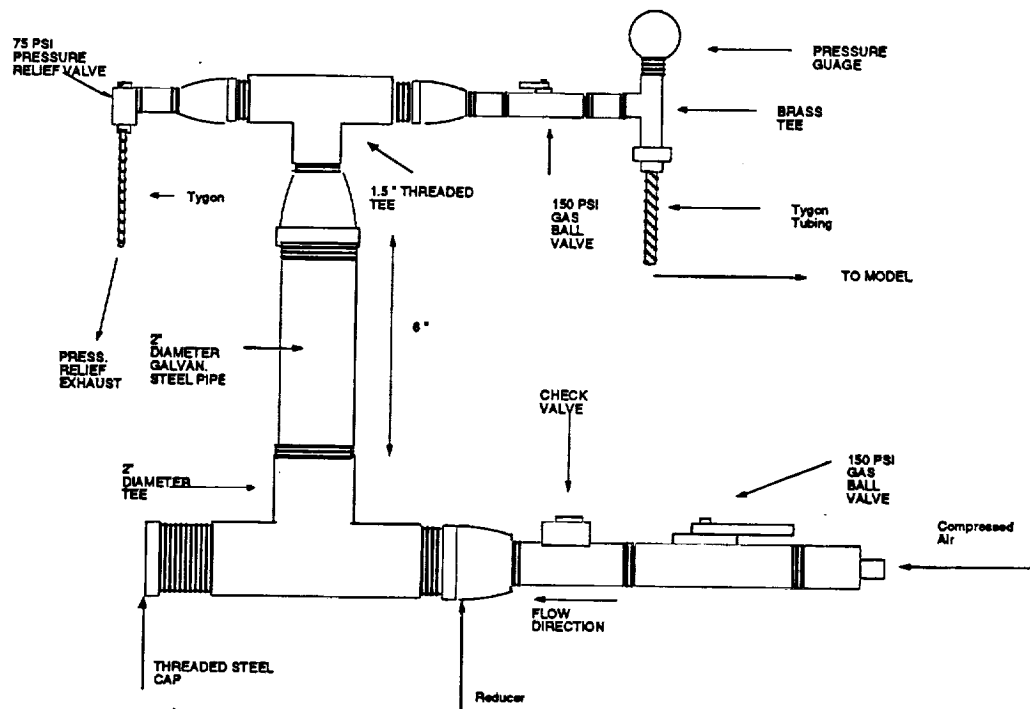 75 PSI
PRESSURE
RELIEF VALVE
PRESSURE
GUAGE
BRASS
TEE
Tygon
1.5 " THREADED
TEE
150 PSI
GAS
BALL
VALVE
Tygon
Tubing
TO MODEL
6 "
PRESS.
RELIEF
EXHAUST
2"
DIAMETER
GALVAN.
STEEL PIPE
CHECK
VALVE
2"
DIAMETER
TEE
150 PSI
GAS
BALL
VALVE
Compressed
Air
FLOW
DIRECTION
THREADED STEEL
CAP
Reducer